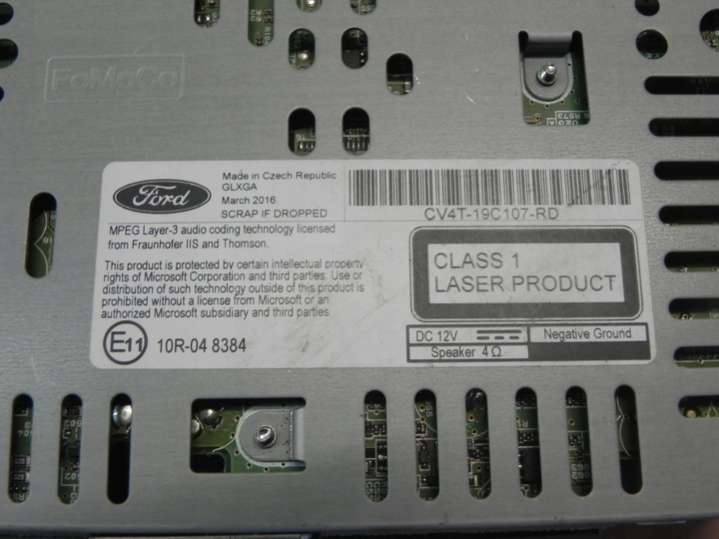 FoMoCo
Ford
Made in Czech Republic
GLXGA
March 2016
SCRAP IF DROPPED
CV4T-19C107-RD
MPEG Layer-3 audio coding technology licensed
from Fraunhofer IIS and Thomson.
This product is protected by certain intellectual property
rights of Microsoft Corporation and third parties. Use or
distribution of such technology outside of this product is
prohibited without a license from Microsoft or an
authorized Microsoft subsidiary and third parties
CLASS 1
LASER PRODUCT
E11 10R-04 8384
DC 12V
Negative Ground
Speaker 4Ω